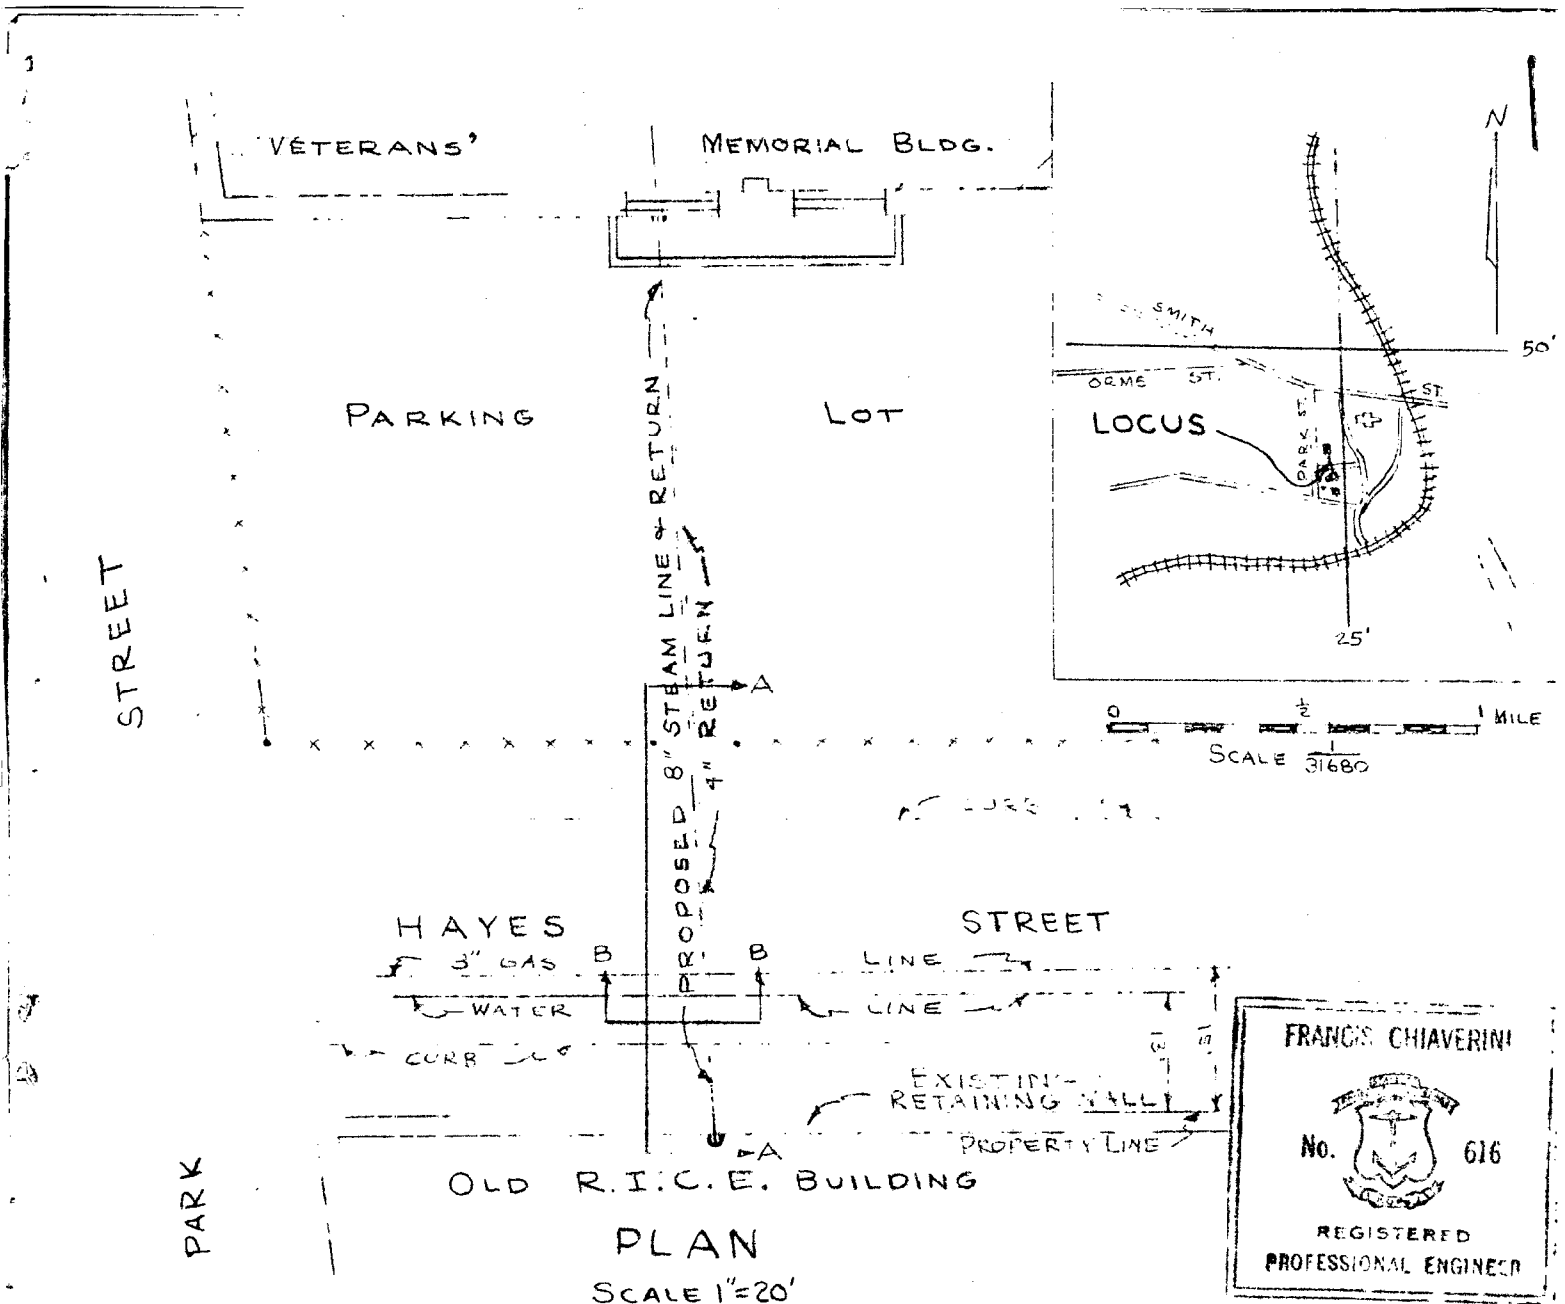 VETERANS' MEMORIAL BLDG.
N
SMITH
50'
ORME ST.
ST.
PARKING LOT
LOCUS
PARK ST.
25'
PROPOSED 8" STEAM LINE & RETURN
4" RETURN
A
0 1/2 1 MILE
SCALE 1/31680
STREET
HAYES STREET
3" GAS LINE
B B
WATER LINE
CURB
RETAINING WALL
PROPERTY LINE
A
OLD R.I.C.E. BUILDING
PARK
PLAN
SCALE 1"=20'
FRANCIS CHIAVERINI
No. 616
REGISTERED
PROFESSIONAL ENGINEER